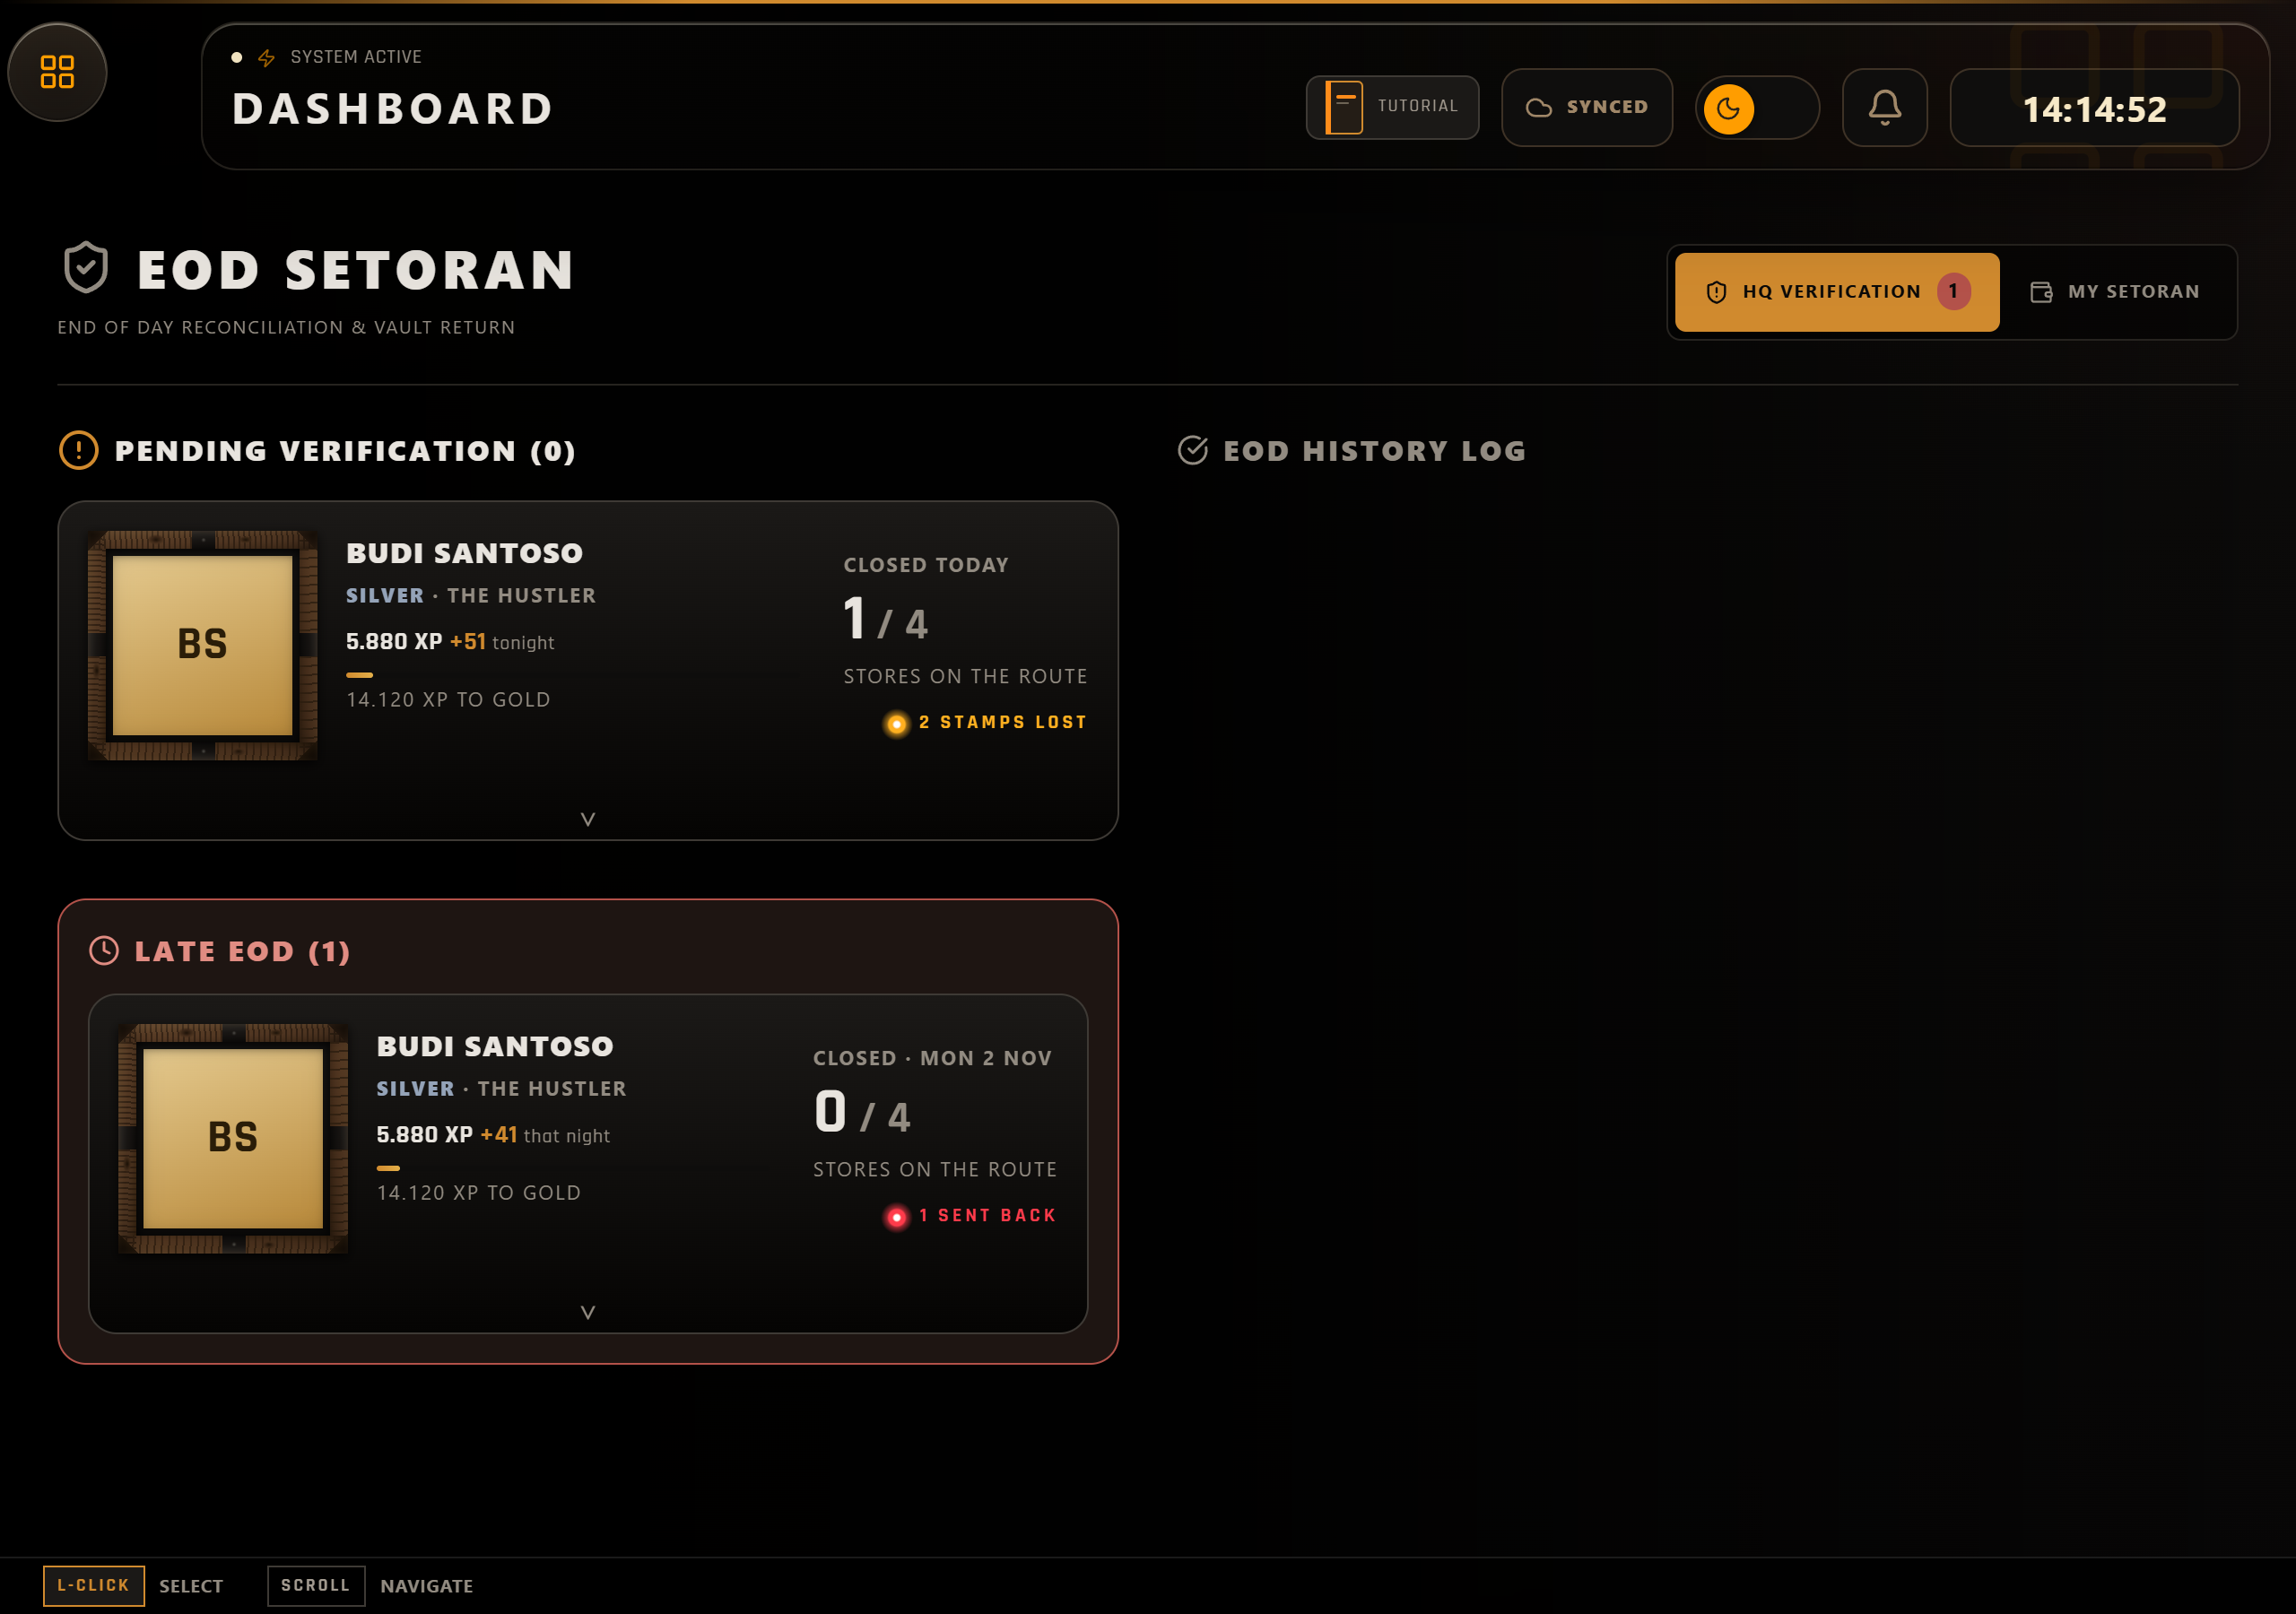 SYSTEM ACTIVE
DASHBOARD
TUTORIAL
SYNCED
14:14:52
EOD SETORAN
END OF DAY RECONCILIATION & VAULT RETURN
HQ VERIFICATION 1
MY SETORAN
PENDING VERIFICATION (0)
BS
BUDI SANTOSO
SILVER · THE HUSTLER
5.880 XP +51 tonight
14.120 XP TO GOLD
CLOSED TODAY
1 / 4
STORES ON THE ROUTE
2 STAMPS LOST
LATE EOD (1)
BS
BUDI SANTOSO
SILVER · THE HUSTLER
5.880 XP +41 that night
14.120 XP TO GOLD
CLOSED · MON 2 NOV
0 / 4
STORES ON THE ROUTE
1 SENT BACK
EOD HISTORY LOG
L-CLICK SELECT SCROLL NAVIGATE